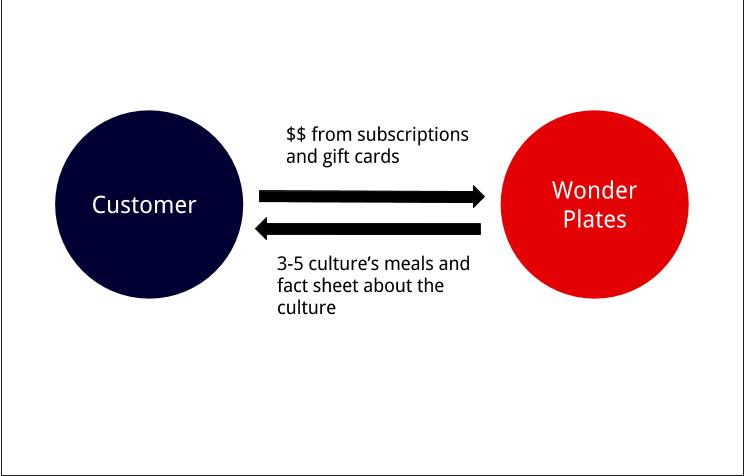 $$ from subscriptions
and gift cards
Customer
Wonder
Plates
3-5 culture’s meals and
fact sheet about the
culture